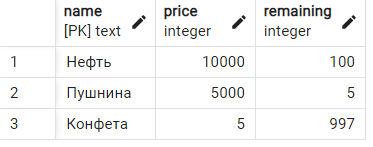 name price remaining
[PK] text integer integer
1 Нефть 10000 100
2 Пушнина 5000 5
3 Конфета 5 997